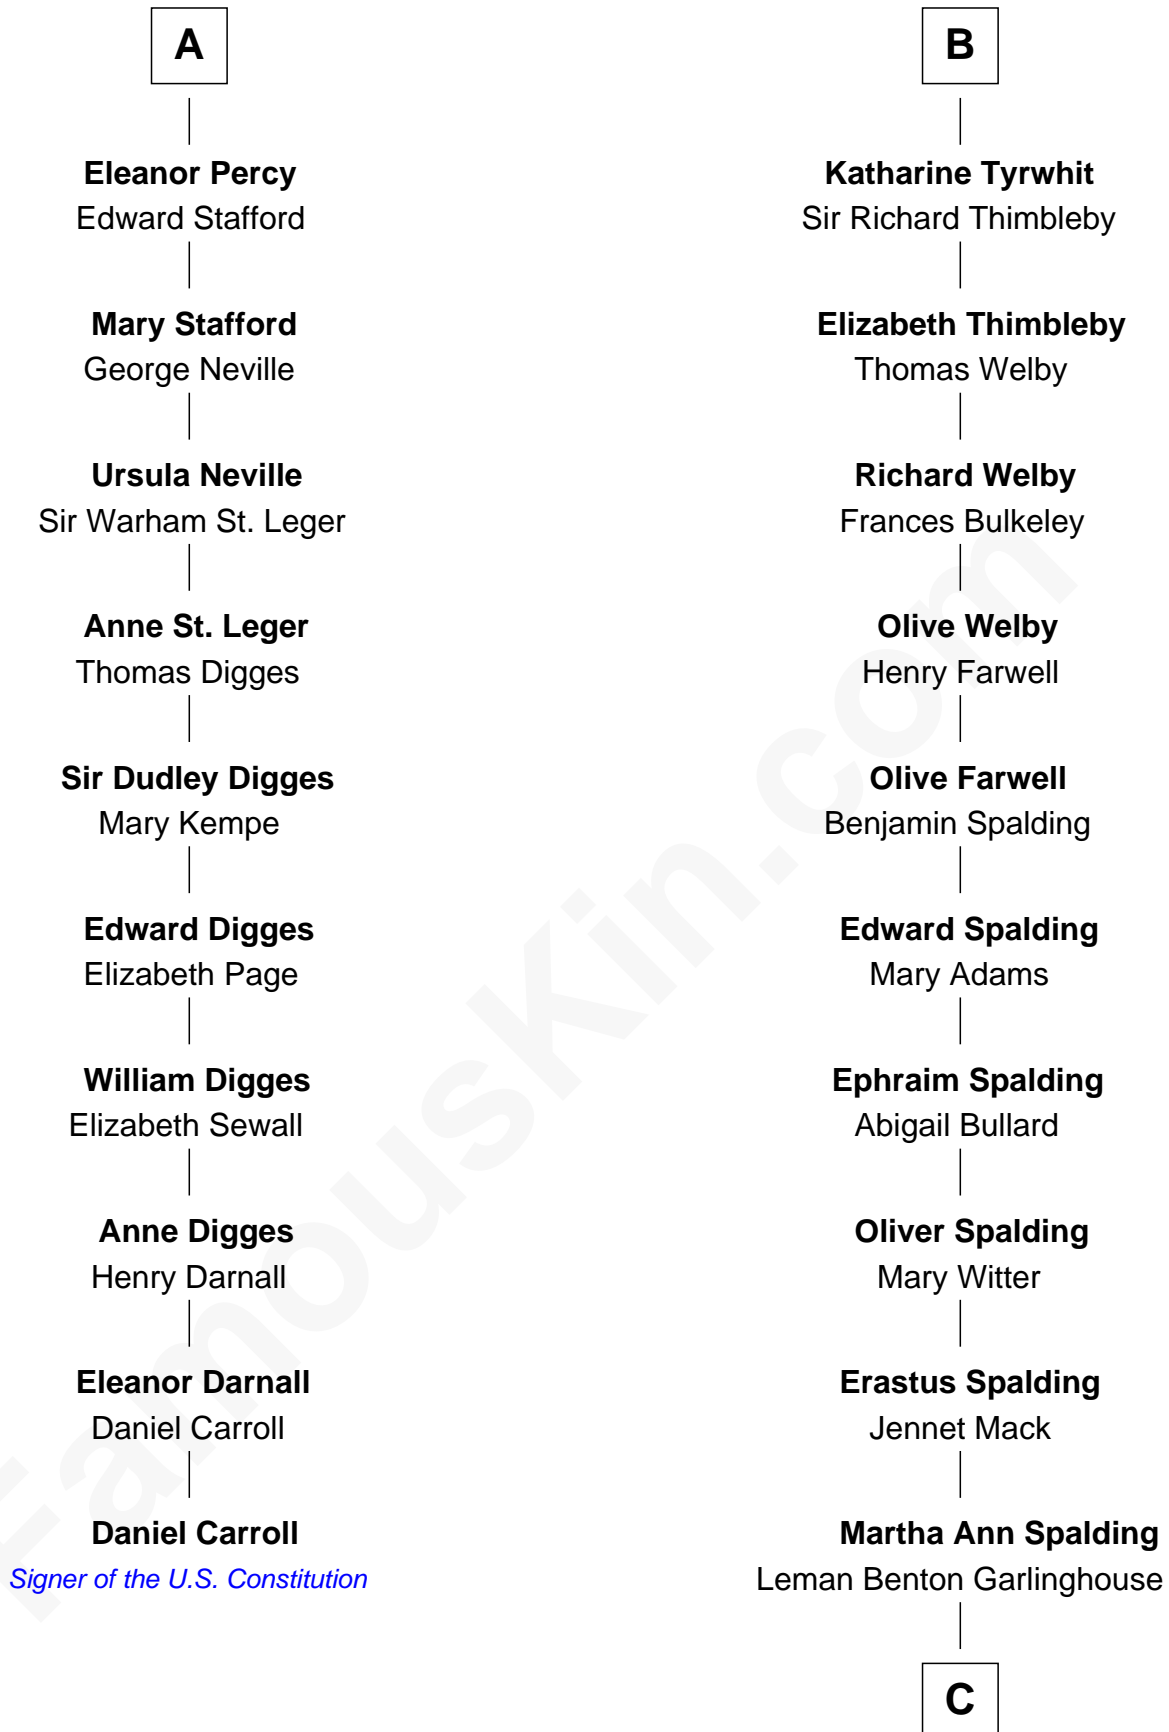 A
Eleanor Percy
Edward Stafford
Mary Stafford
George Neville
Ursula Neville
Sir Warham St. Leger
Anne St. Leger
Thomas Digges
Sir Dudley Digges
Mary Kempe
Edward Digges
Elizabeth Page
William Digges
Elizabeth Sewall
Anne Digges
Henry Darnall
Eleanor Darnall
Daniel Carroll
Daniel Carroll
Signer of the U.S. Constitution
B
Katharine Tyrwhit
Sir Richard Thimbleby
Elizabeth Thimbleby
Thomas Welby
Richard Welby
Frances Bulkeley
Olive Welby
Henry Farwell
Olive Farwell
Benjamin Spalding
Edward Spalding
Mary Adams
Ephraim Spalding
Abigail Bullard
Oliver Spalding
Mary Witter
Erastus Spalding
Jennet Mack
Martha Ann Spalding
Leman Benton Garlinghouse
C
FamousKin.com